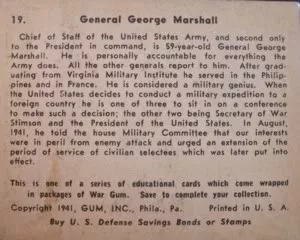 19. General George Marshall
Chief of Staff of the United States Army, and second only
to the President in command, is 59-year-old General George
Marshall. He is personally accountable for everything the
Army does. All the other generals report to him. After grad-
uating from Virginia Military Institute he served in the Philip-
pines and in France. He is considered a military genius. When
the United States decides to conduct a military expedition to a
foreign country he is one of three to sit in on a conference
to make such a decision; the other two being Secretary of War
Stimson and the President of the United States. In August,
1941, he told the house Military Committee that our interests
were in peril from enemy attack and urged an extension of the
period of service of civilian selectees which was later put into
effect.
This is one of a series of educational cards which come wrapped
in packages of War Gum. Save to complete your collection.
Copyright 1941, GUM, INC., Phila., Pa. Printed in U. S. A.
Buy U. S. Defense Savings Bonds or Stamps